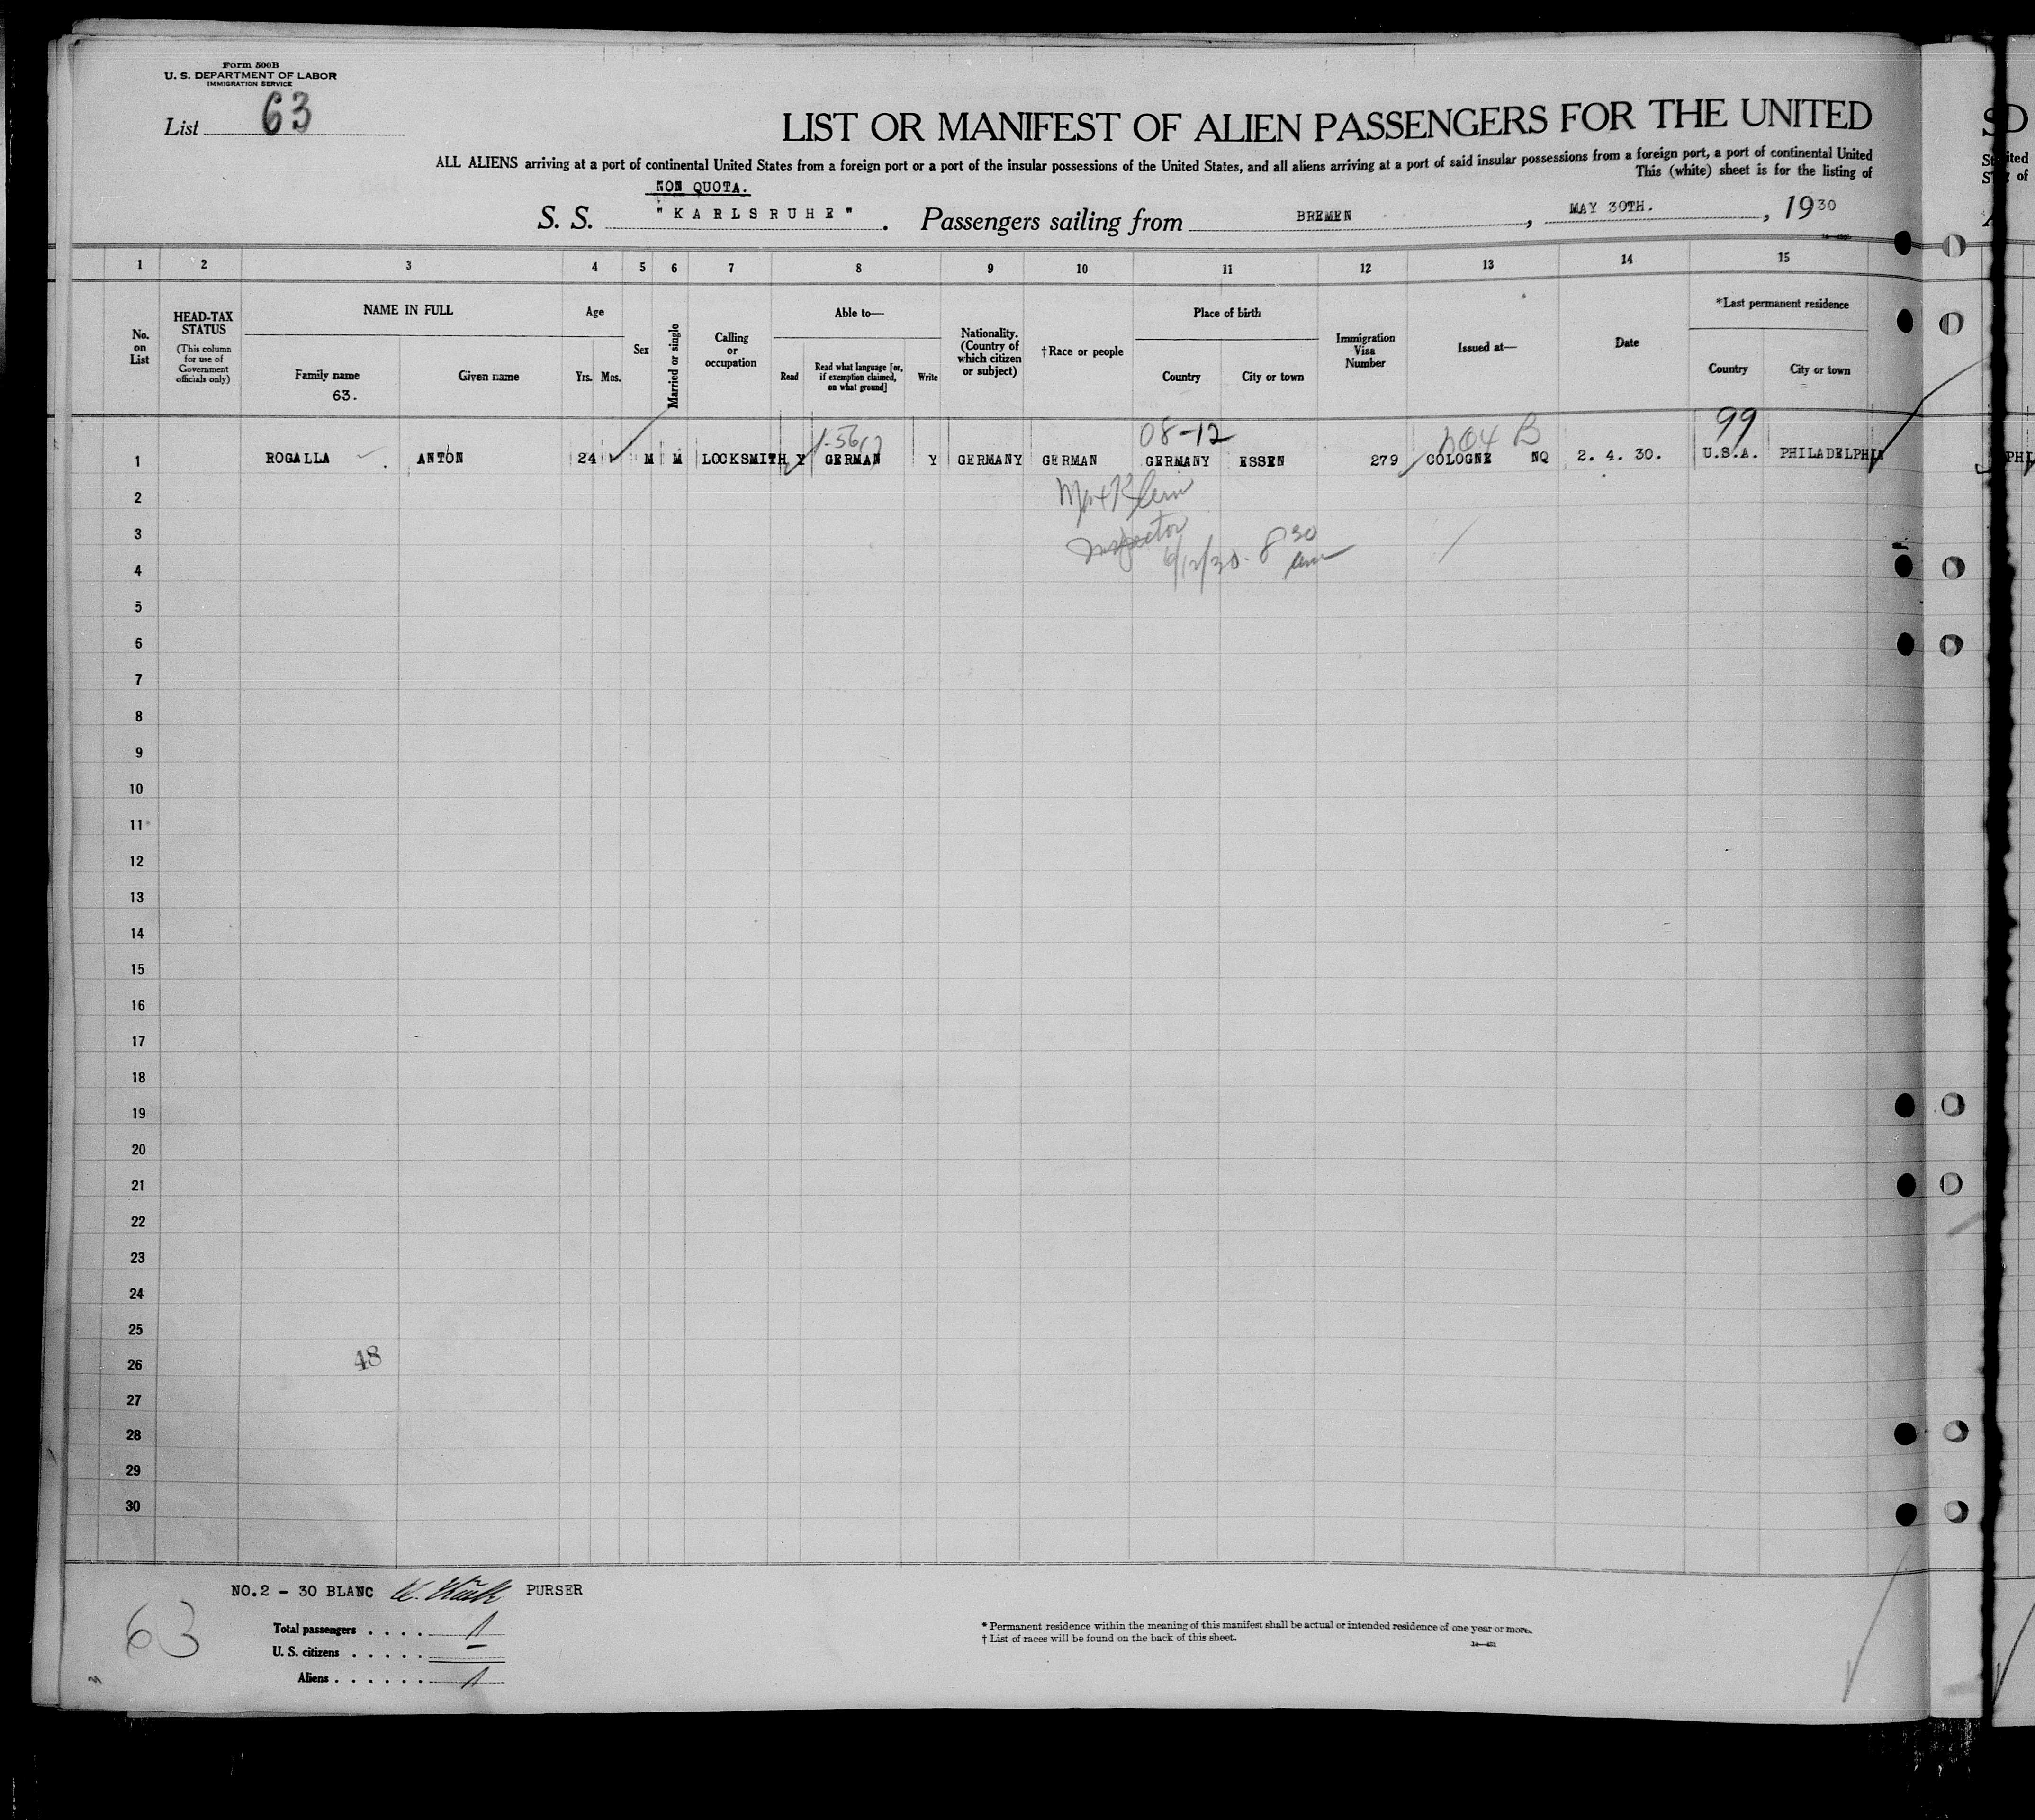 Form 500B
U. S. DEPARTMENT OF LABOR
IMMIGRATION SERVICE
List 63
LIST OR MANIFEST OF ALIEN PASSENGERS FOR THE UNITED
ALL ALIENS arriving at a port of continental United States from a foreign port or a port of the insular possessions of the United States, and all aliens arriving at a port of said insular possessions from a foreign port, a port of continental United
This (white) sheet is for the listing of
NON QUOTA.
S. S. "KARLSRUHE". Passengers sailing from BREMEN, MAY 30TH., 1930
1 2 3 4 5 6 7 8 9 10 11 12 13 14 15
No. on List
HEAD-TAX STATUS
(This column for use of Government officials only)
NAME IN FULL
Family name
63.
Given name
Age
Yrs. Mos.
Sex
Married or single
Calling or occupation
Able to—
Read
Read what language [or, if exemption claimed, on what ground]
Write
Nationality. (Country of which citizen or subject)
†Race or people
Place of birth
Country
City or town
Immigration Visa Number
Issued at—
Date
*Last permanent residence
Country
City or town
08-12
99
1 ROGALLA ANTON 24 M M LOCKSMITH Y GERMAN Y GERMANY GERMAN GERMANY ESSEN 279 COLOGNE NQ 2. 4. 30. U.S.A. PHILADELPHIA
2
Inspector
3
6/12/30. 8 30 am
4
5
6
7
8
9
10
11
12
13
14
15
16
17
18
19
20
21
22
23
24
25
26
48
27
28
29
30
NO.2 - 30 BLANC PURSER
63
Total passengers . . . . 1
U. S. citizens . . . . . —
Aliens . . . . . . 1
* Permanent residence within the meaning of this manifest shall be actual or intended residence of one year or more.
† List of races will be found on the back of this sheet.